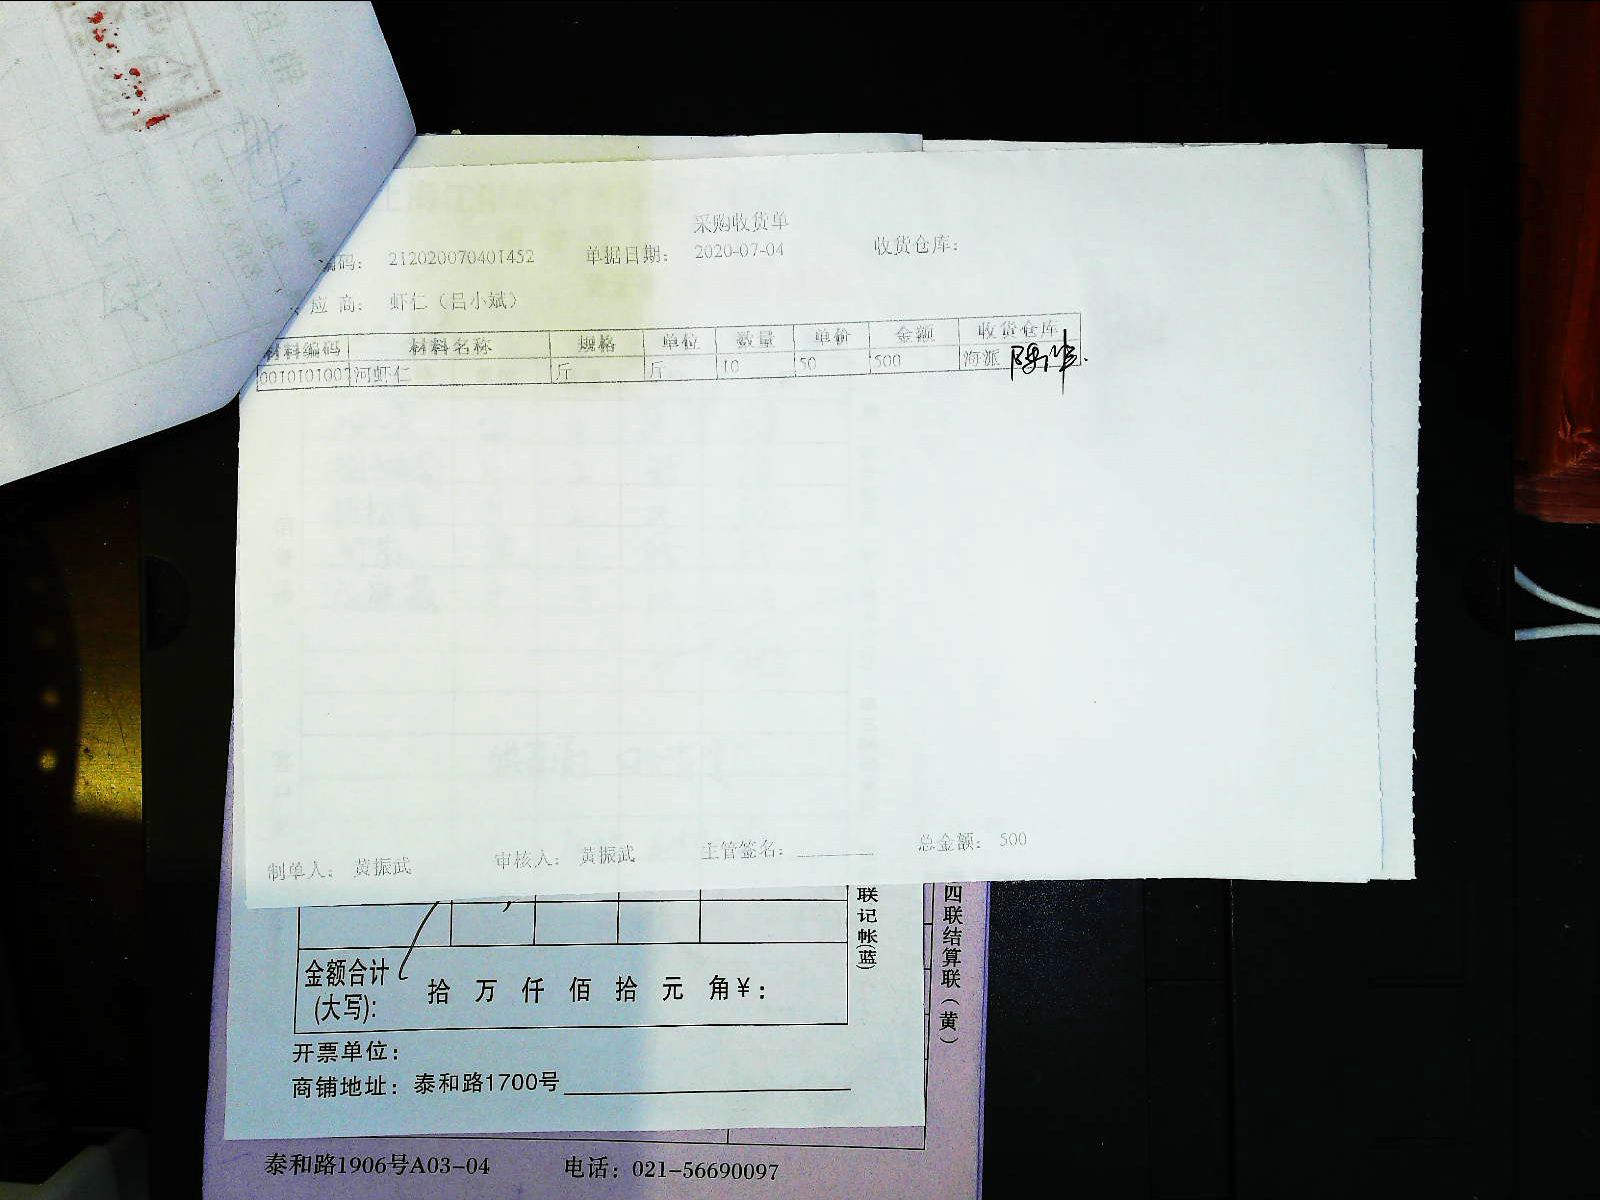 采购收货单
编码: 212020070401452 单据日期: 2020-07-04 收货仓库:
应 商: 虾仁（吕小斌）
材料编码 材料名称 规格 单位 数量 单价 金额 收货仓库
0010101002 河虾仁 斤 斤 10 50 500 海派
制单人: 黄振武 审核人: 黄振武 主管签名: 总金额: 500
联记帐(蓝)
四联结算联(黄)
金额合计
(大写): 拾 万 仟 佰 拾 元 角¥:
开票单位:
商铺地址: 泰和路1700号
泰和路1906号A03-04 电话: 021-56690097